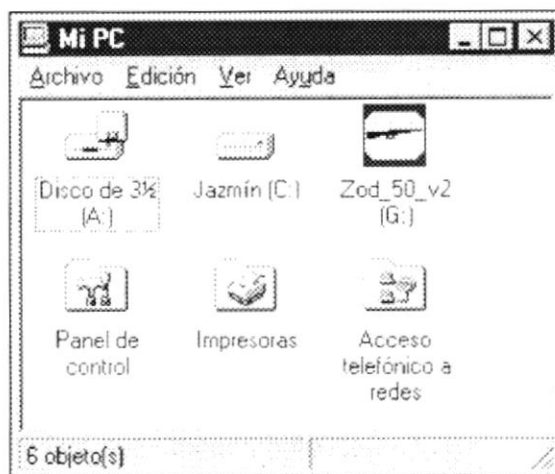 Mi PC
Archivo Edición Ver Ayuda
Disco de 3½ Jazmín (C:) Zod_50_v2
(A:) (G:)
Panel de Impresoras Acceso
control telefónico a
redes
6 objeto(s)